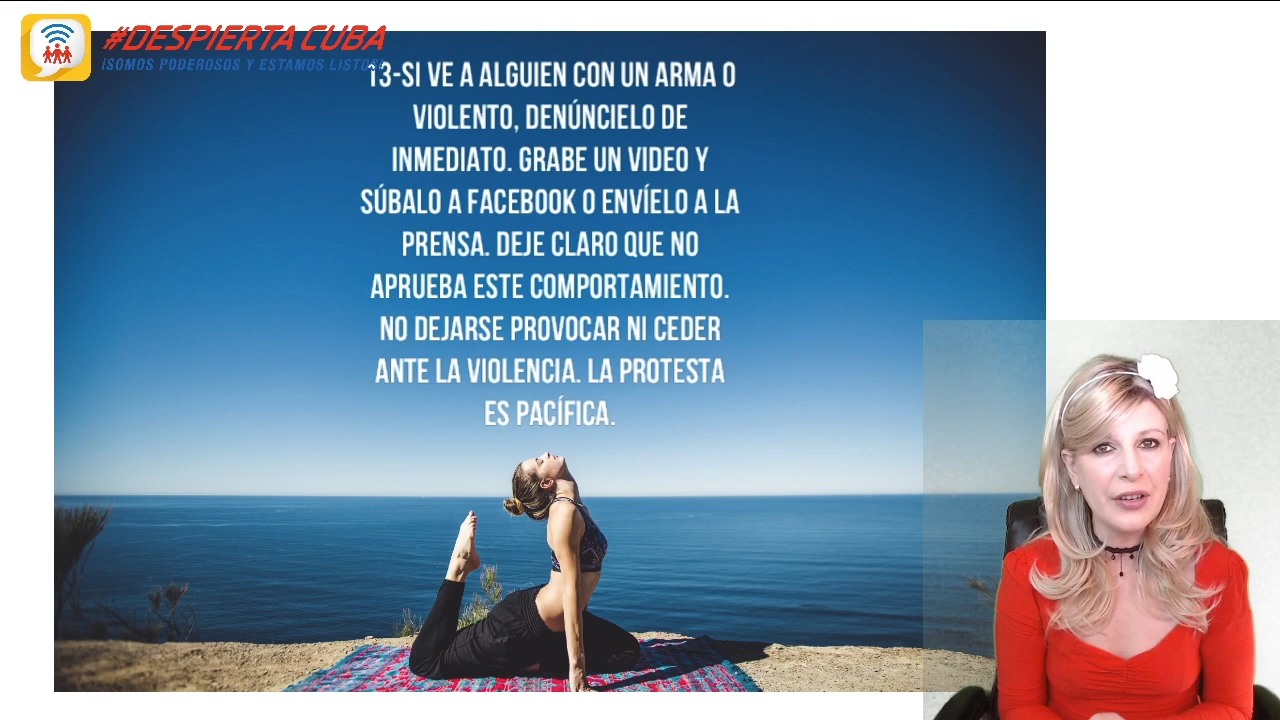 #DESPIERTA CUBA
¡SOMOS PODEROSOS Y ESTAMOS LISTOS!
13-SI VE A ALGUIEN CON UN ARMA O
VIOLENTO, DENÚNCIELO DE
INMEDIATO. GRABE UN VIDEO Y
SÚBALO A FACEBOOK O ENVÍELO A LA
PRENSA. DEJE CLARO QUE NO
APRUEBA ESTE COMPORTAMIENTO.
NO DEJARSE PROVOCAR NI CEDER
ANTE LA VIOLENCIA. LA PROTESTA
ES PACÍFICA.